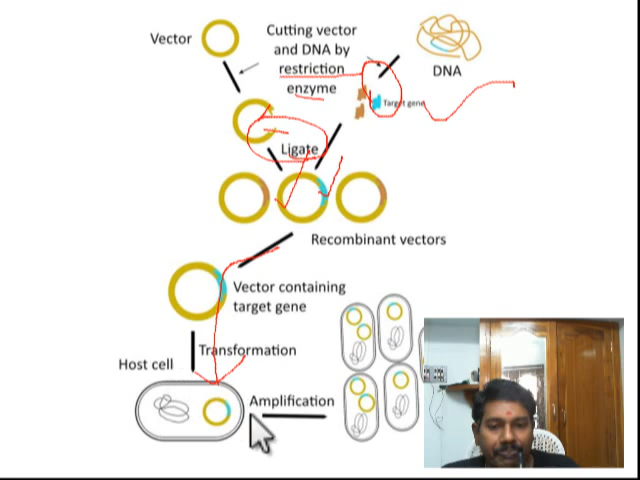 Vector
Cutting vector
and DNA by
restriction
enzyme
DNA
Target gene
Ligate
Recombinant vectors
Vector containing
target gene
Transformation
Host cell
Amplification